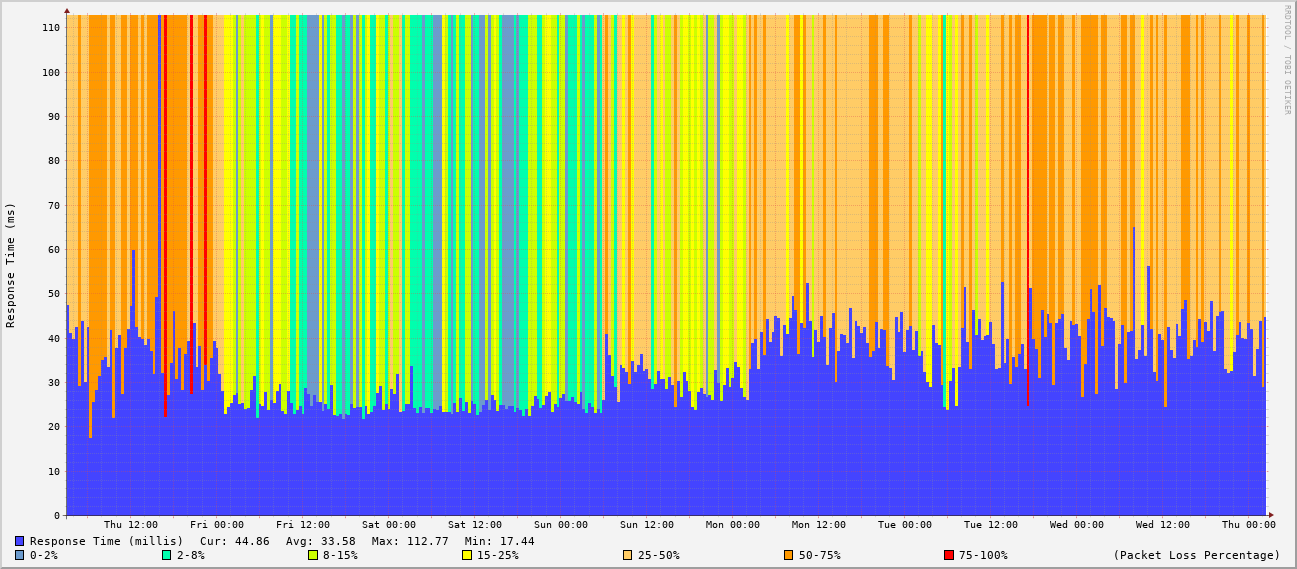 RRDTOOL / TOBI OETIKER
Response Time (ms)
110
100
90
80
70
60
50
40
30
20
10
0
Thu 12:00 Fri 00:00 Fri 12:00 Sat 00:00 Sat 12:00 Sun 00:00 Sun 12:00 Mon 00:00 Mon 12:00 Tue 00:00 Tue 12:00 Wed 00:00 Wed 12:00 Thu 00:00
Response Time (millis) Cur: 44.86 Avg: 33.58 Max: 112.77 Min: 17.44
0-2% 2-8% 8-15% 15-25% 25-50% 50-75% 75-100% (Packet Loss Percentage)